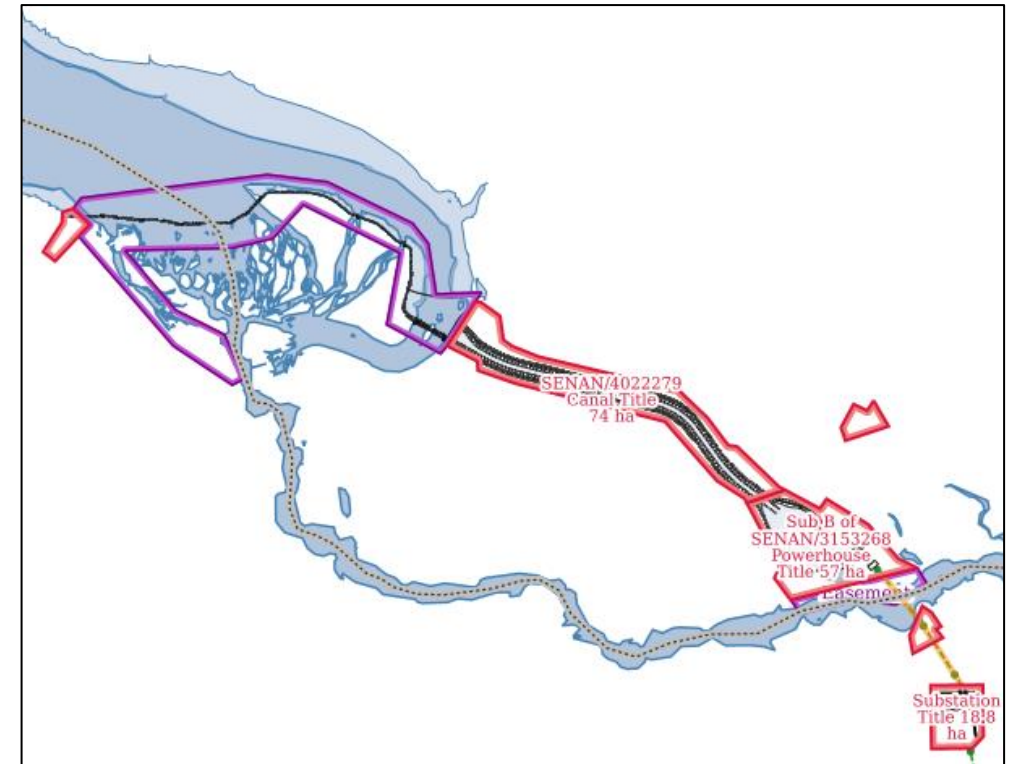 SENAN/4022279
Canal Title
74 ha
Sub B of
SENAN/3153268
Powerhouse
Title 57 ha
Easement
Substation
Title 18.8
ha